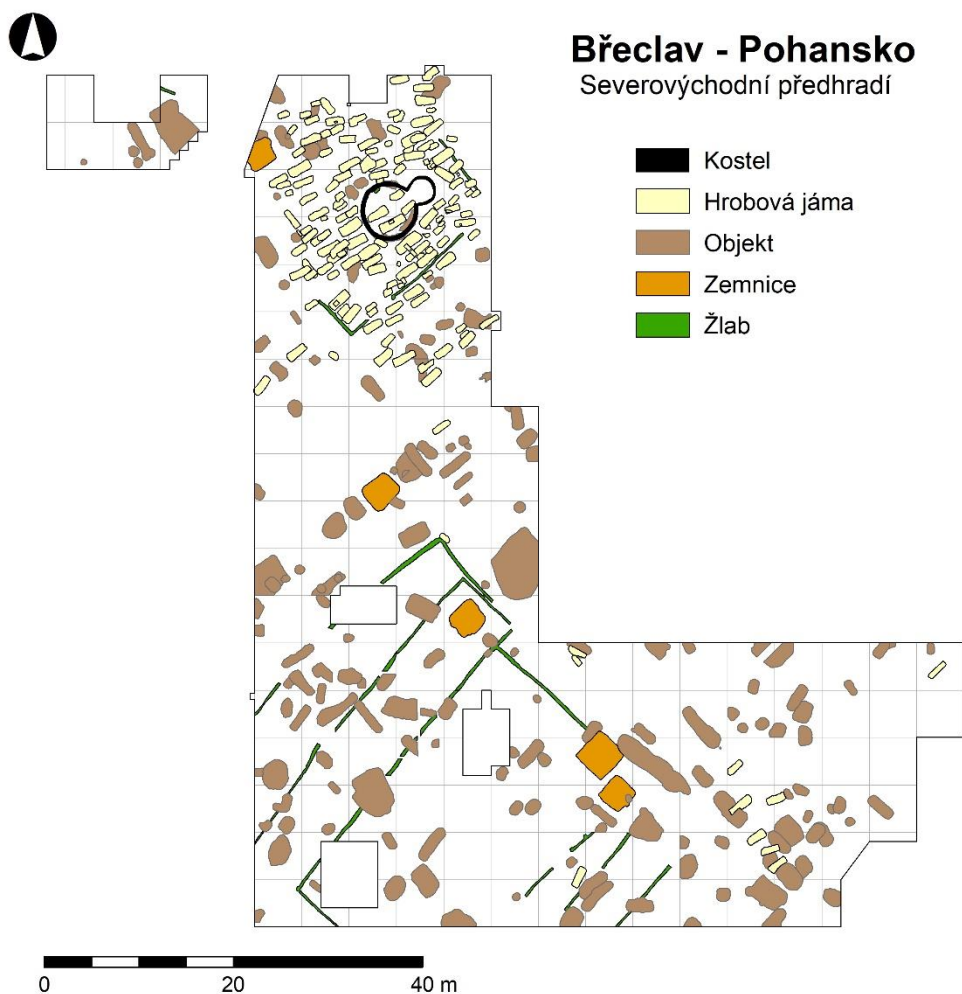 Břeclav - Pohansko
Severovýchodní předhradí
Kostel
Hrobová jáma
Objekt
Zemnice
Žlab
0 20 40 m